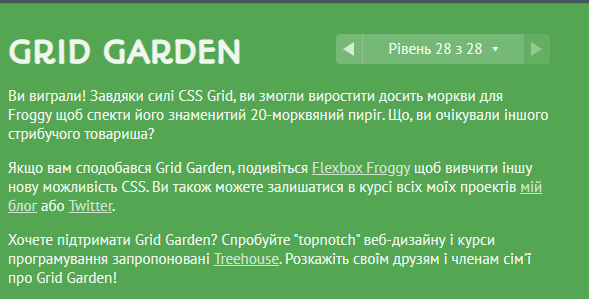 GRID GARDEN
Рівень 28 з 28
Ви виграли! Завдяки силі CSS Grid, ви змогли виростити досить моркви для
Froggy щоб спекти його знаменитий 20-морквяний пиріг. Що, ви очікували іншого
стрибучого товариша?
Якщо вам сподобався Grid Garden, подивіться Flexbox Froggy щоб вивчити іншу
нову можливість CSS. Ви також можете залишатися в курсі всіх моїх проектів мій
блог або Twitter.
Хочете підтримати Grid Garden? Спробуйте "topnotch" веб-дизайну і курси
програмування запропоновані Treehouse. Розкажіть своїм друзям і членам сім'ї
про Grid Garden!